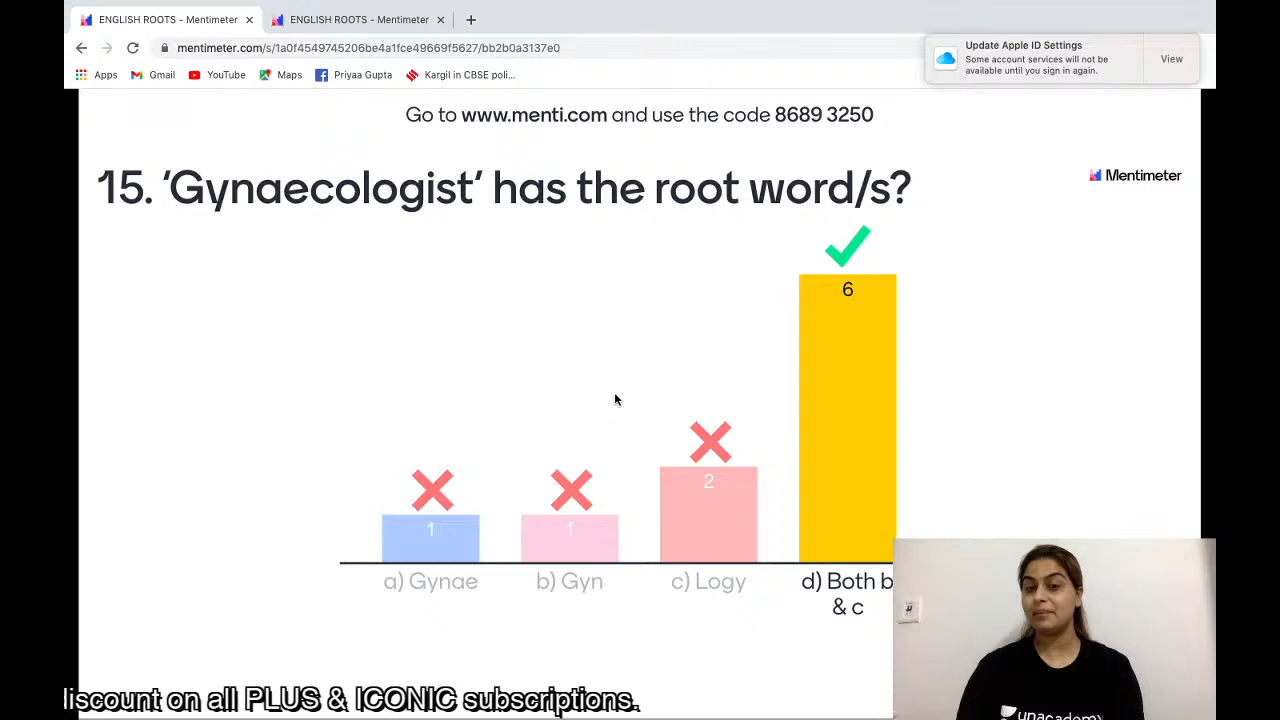 ENGLISH ROOTS - Mentimeter
ENGLISH ROOTS - Mentimeter
mentimeter.com/s/1a0f4549745206be4a1fce49669f5627/bb2b0a3137e0
Apps
Gmail
YouTube
Maps
Priyaa Gupta
Kargil in CBSE poli...
Update Apple ID Settings
Some account services will not be
available until you sign in again.
View
Go to www.menti.com and use the code 8689 3250
15. ‘Gynaecologist’ has the root word/s?
Mentimeter
6
2
1
1
a) Gynae
b) Gyn
c) Logy
d) Both b
& c
discount on all PLUS & ICONIC subscriptions.
unacademy